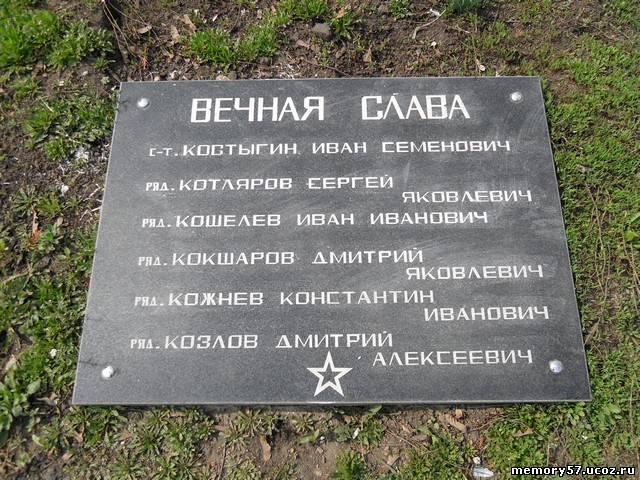 ВЕЧНАЯ СЛАВА
с-т. КОСТЫГИН ИВАН СЕМЕНОВИЧ
РЯД. КОТЛЯРОВ СЕРГЕЙ
ЯКОВЛЕВИЧ
РЯД. КОШЕЛЕВ ИВАН ИВАНОВИЧ
РЯД. КОКШАРОВ ДМИТРИЙ
ЯКОВЛЕВИЧ
РЯД. КОЖНЕВ КОНСТАНТИН
ИВАНОВИЧ
РЯД. КОЗЛОВ ДМИТРИЙ
АЛЕКСЕЕВИЧ
memory57.ucoz.ru